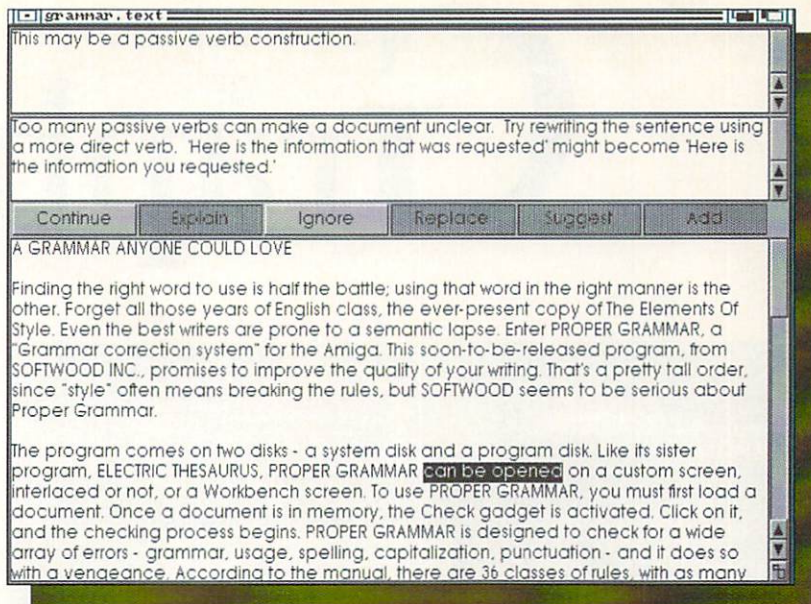 grammar.text
This may be a passive verb construction.
Too many passive verbs can make a document unclear. Try rewriting the sentence using
a more direct verb. 'Here is the information that was requested' might become 'Here is
the information you requested.'
Continue Explain Ignore Replace Suggest Add
A GRAMMAR ANYONE COULD LOVE
Finding the right word to use is half the battle; using that word in the right manner is the
other. Forget all those years of English class, the ever-present copy of The Elements Of
Style. Even the best writers are prone to a semantic lapse. Enter PROPER GRAMMAR, a
"Grammar correction system" for the Amiga. This soon-to-be-released program, from
SOFTWOOD INC., promises to improve the quality of your writing. That's a pretty tall order,
since "style" often means breaking the rules, but SOFTWOOD seems to be serious about
Proper Grammar.
The program comes on two disks - a system disk and a program disk. Like its sister
program, ELECTRIC THESAURUS, PROPER GRAMMAR can be opened on a custom screen,
interlaced or not, or a Workbench screen. To use PROPER GRAMMAR, you must first load a
document. Once a document is in memory, the Check gadget is activated. Click on it,
and the checking process begins. PROPER GRAMMAR is designed to check for a wide
array of errors - grammar, usage, spelling, capitalization, punctuation - and it does so
with a vengeance. According to the manual, there are 36 classes of rules, with as many